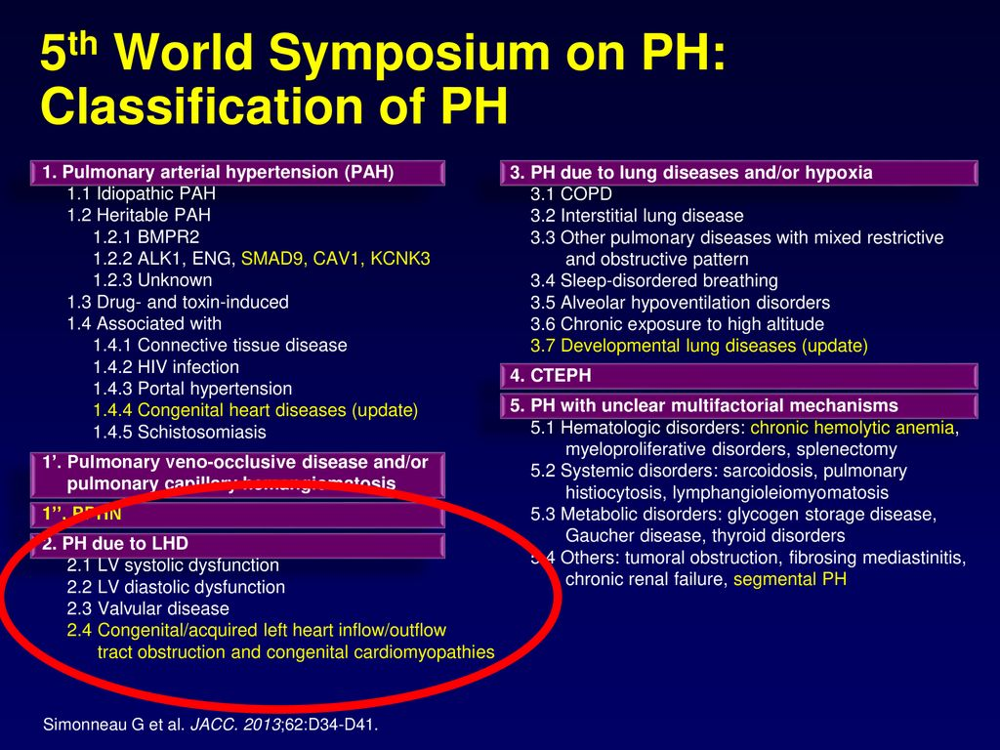 5th World Symposium on PH:
Classification of PH
1. Pulmonary arterial hypertension (PAH)
1.1 Idiopathic PAH
1.2 Heritable PAH
1.2.1 BMPR2
1.2.2 ALK1, ENG, SMAD9, CAV1, KCNK3
1.2.3 Unknown
1.3 Drug- and toxin-induced
1.4 Associated with
1.4.1 Connective tissue disease
1.4.2 HIV infection
1.4.3 Portal hypertension
1.4.4 Congenital heart diseases (update)
1.4.5 Schistosomiasis
1’. Pulmonary veno-occlusive disease and/or
pulmonary capillary hemangiomatosis
1’’. PPHN
2. PH due to LHD
2.1 LV systolic dysfunction
2.2 LV diastolic dysfunction
2.3 Valvular disease
2.4 Congenital/acquired left heart inflow/outflow
tract obstruction and congenital cardiomyopathies
3. PH due to lung diseases and/or hypoxia
3.1 COPD
3.2 Interstitial lung disease
3.3 Other pulmonary diseases with mixed restrictive
and obstructive pattern
3.4 Sleep-disordered breathing
3.5 Alveolar hypoventilation disorders
3.6 Chronic exposure to high altitude
3.7 Developmental lung diseases (update)
4. CTEPH
5. PH with unclear multifactorial mechanisms
5.1 Hematologic disorders: chronic hemolytic anemia,
myeloproliferative disorders, splenectomy
5.2 Systemic disorders: sarcoidosis, pulmonary
histiocytosis, lymphangioleiomyomatosis
5.3 Metabolic disorders: glycogen storage disease,
Gaucher disease, thyroid disorders
5.4 Others: tumoral obstruction, fibrosing mediastinitis,
chronic renal failure, segmental PH
Simonneau G et al. JACC. 2013;62:D34-D41.